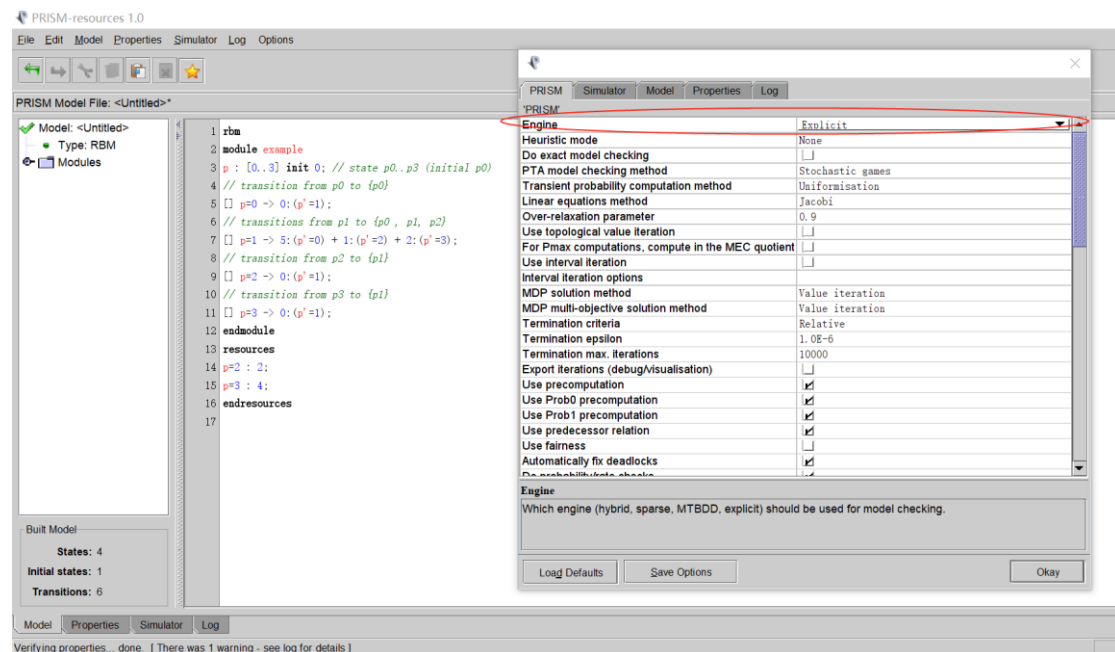 PRISM-resources 1.0
File Edit Model Properties Simulator Log Options
PRISM Model File: <Untitled>*
Model: <Untitled>
Type: RBM
Modules
1 rbm
2 module example
3 p : [0..3] init 0; // state p0..p3 (initial p0)
4 // transition from p0 to {p0}
5 [] p=0 -> 0:(p'=1);
6 // transitions from p1 to {p0 , p1, p2}
7 [] p=1 -> 5:(p'=0) + 1:(p'=2) + 2:(p'=3);
8 // transition from p2 to {p1}
9 [] p=2 -> 0:(p'=1);
10 // transition from p3 to {p1}
11 [] p=3 -> 0:(p'=1);
12 endmodule
13 resources
14 p=2 : 2;
15 p=3 : 4;
16 endresources
17
Built Model
States: 4
Initial states: 1
Transitions: 6
Model Properties Simulator Log
Verifying properties... done. [ There was 1 warning - see log for details ]
PRISM Simulator Model Properties Log
'PRISM'
Engine Explicit
Heuristic mode None
Do exact model checking
PTA model checking method Stochastic games
Transient probability computation method Uniformisation
Linear equations method Jacobi
Over-relaxation parameter 0.9
Use topological value iteration
For Pmax computations, compute in the MEC quotient
Use interval iteration
Interval iteration options
MDP solution method Value iteration
MDP multi-objective solution method Value iteration
Termination criteria Relative
Termination epsilon 1.0E-6
Termination max. iterations 10000
Export iterations (debug/visualisation)
Use precomputation
Use Prob0 precomputation
Use Prob1 precomputation
Use predecessor relation
Use fairness
Automatically fix deadlocks
Do probability/rate checks
Engine
Which engine (hybrid, sparse, MTBDD, explicit) should be used for model checking.
Load Defaults Save Options Okay